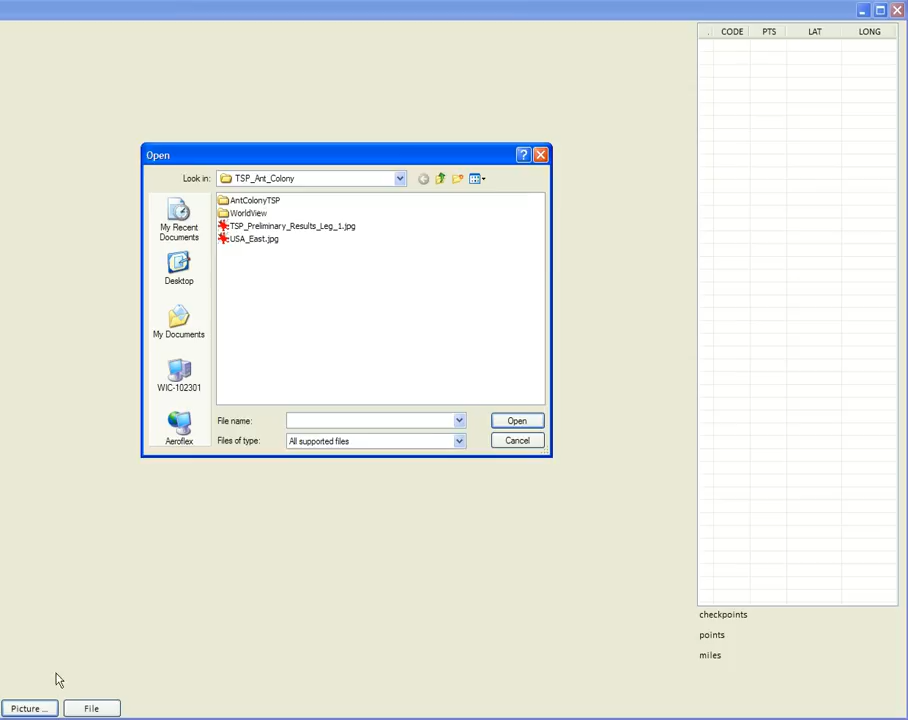 . CODE PTS LAT LONG
Open
Look in: TSP_Ant_Colony
AntColonyTSP
WorldView
TSP_Preliminary_Results_Leg_1.jpg
USA_East.jpg
My Recent
Documents
Desktop
My Documents
WIC-102301
Aeroflex
File name:
Open
Files of type: All supported files
Cancel
checkpoints
points
miles
Picture ...
File